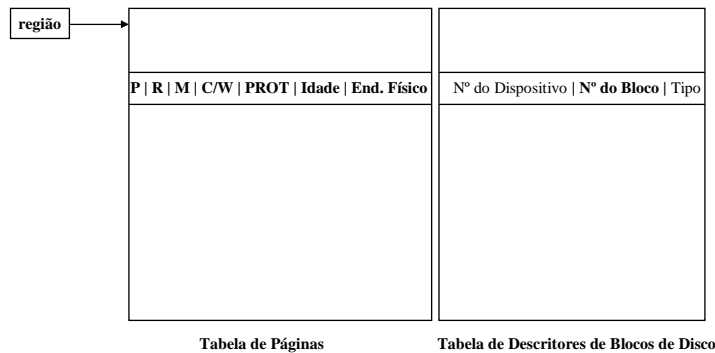 região
P | R | M | C/W | PROT | Idade | End. Físico
Nº do Dispositivo | Nº do Bloco | Tipo
Tabela de Páginas
Tabela de Descritores de Blocos de Disco